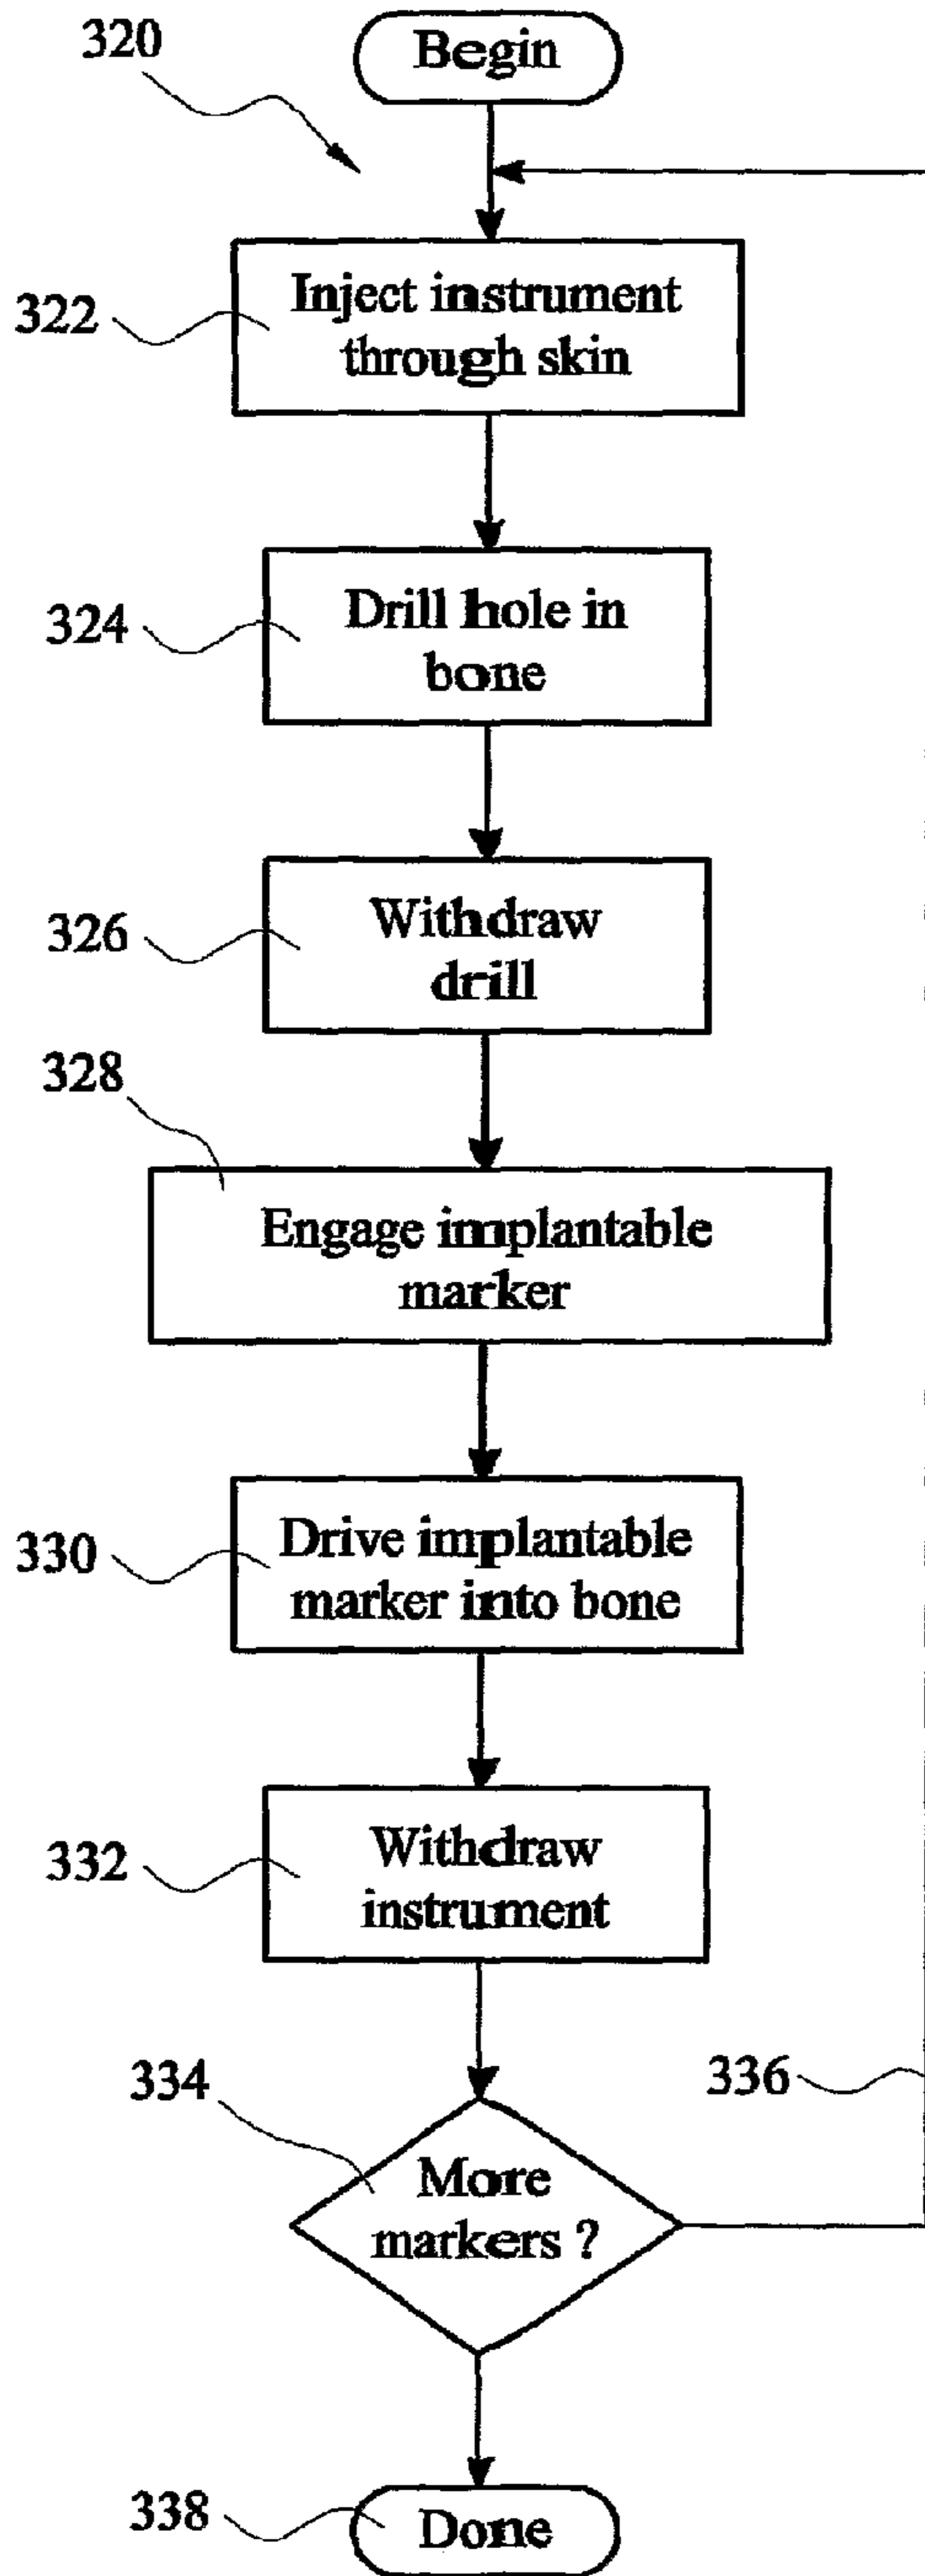 320
Begin
322
Inject instrument
through skin
324
Drill hole in
bone
326
Withdraw
drill
328
Engage implantable
marker
330
Drive implantable
marker into bone
332
Withdraw
instrument
334
336
More
markers ?
338
Done